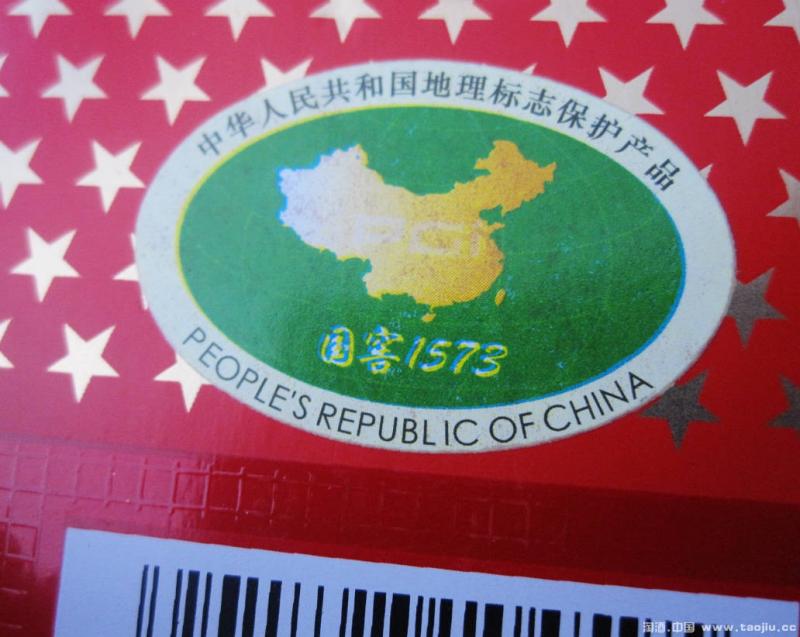 中华人民共和国地理标志保护产品
PGI
国窖1573
PEOPLE'S REPUBLIC OF CHINA
淘酒.中国 www.taojiu.cc